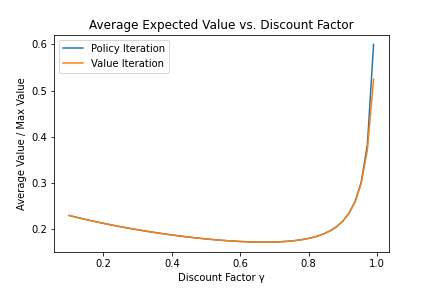 Average Expected Value vs. Discount Factor
Policy Iteration
Value Iteration
Average Value / Max Value
0.6
0.5
0.4
0.3
0.2
0.2
0.4
0.6
0.8
1.0
Discount Factor γ